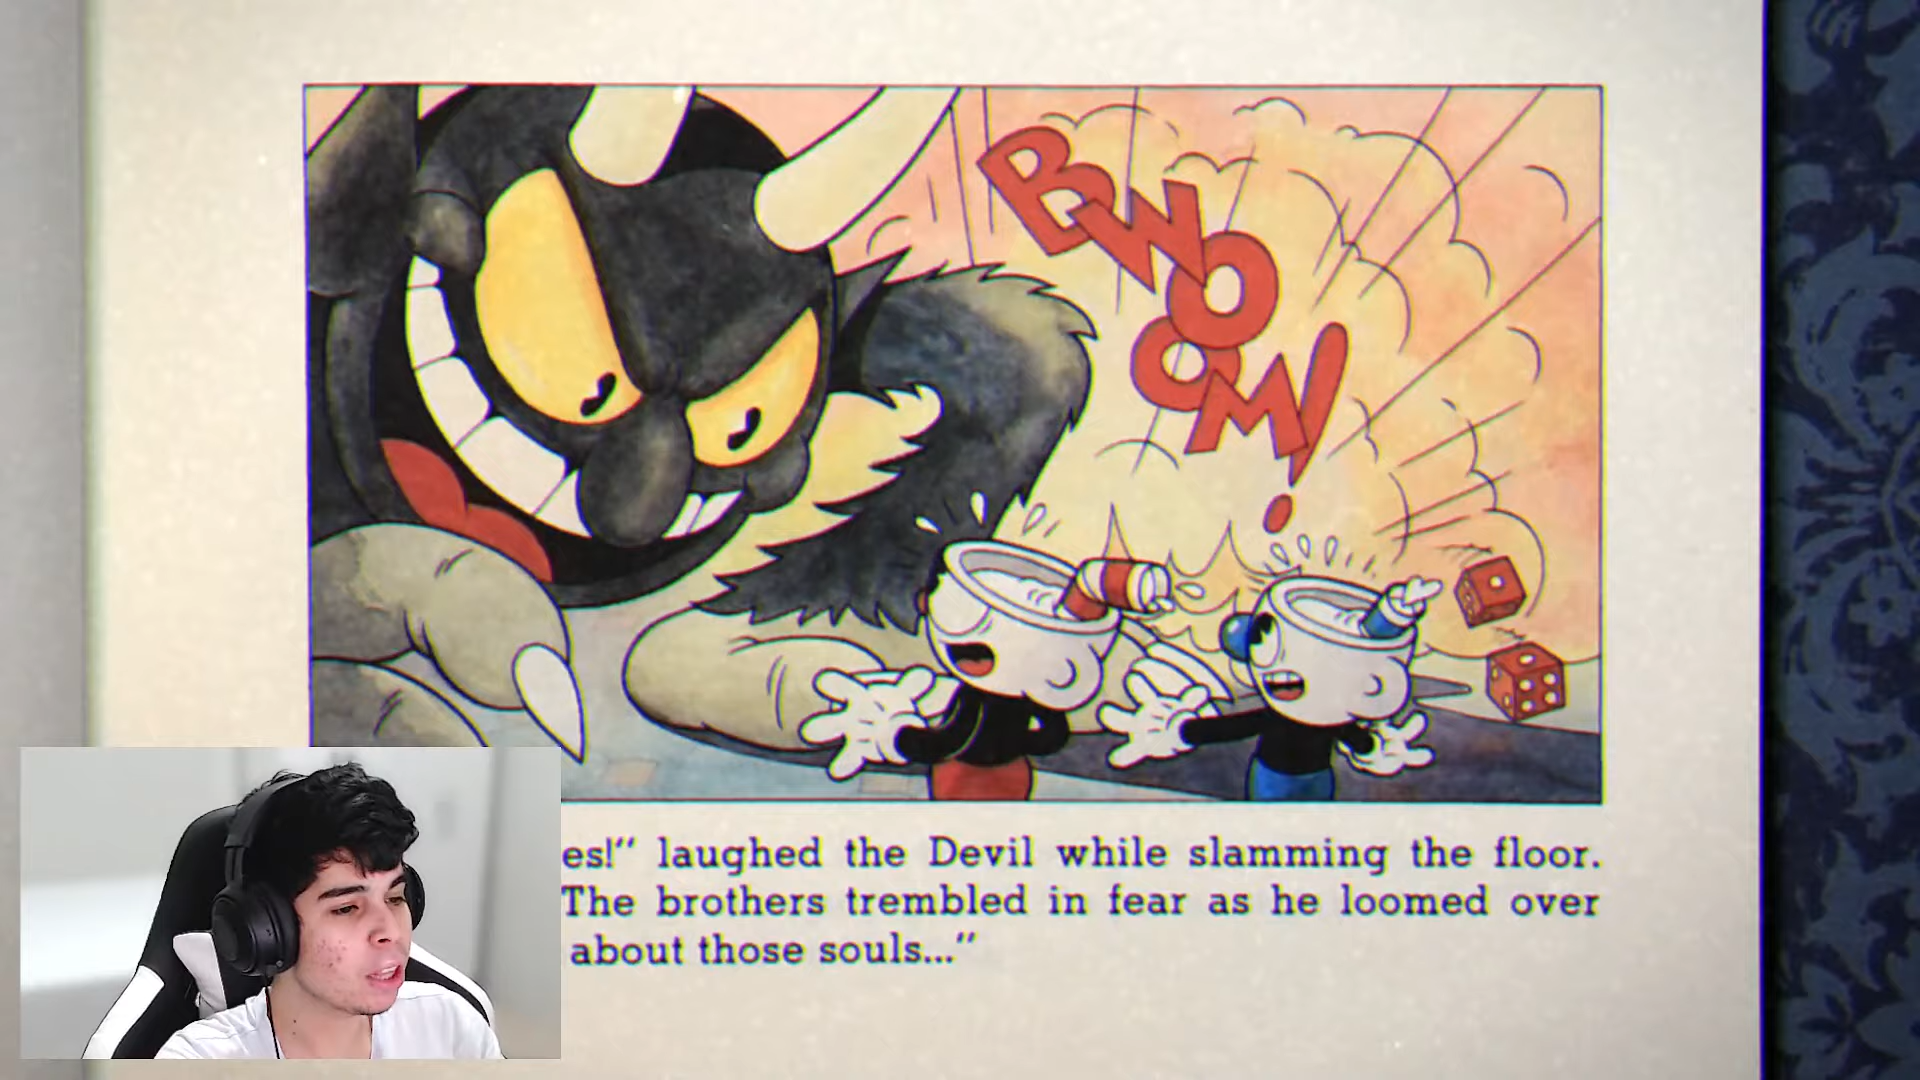 BWOOM!
es!” laughed the Devil while slamming the floor.
The brothers trembled in fear as he loomed over
about those souls...”